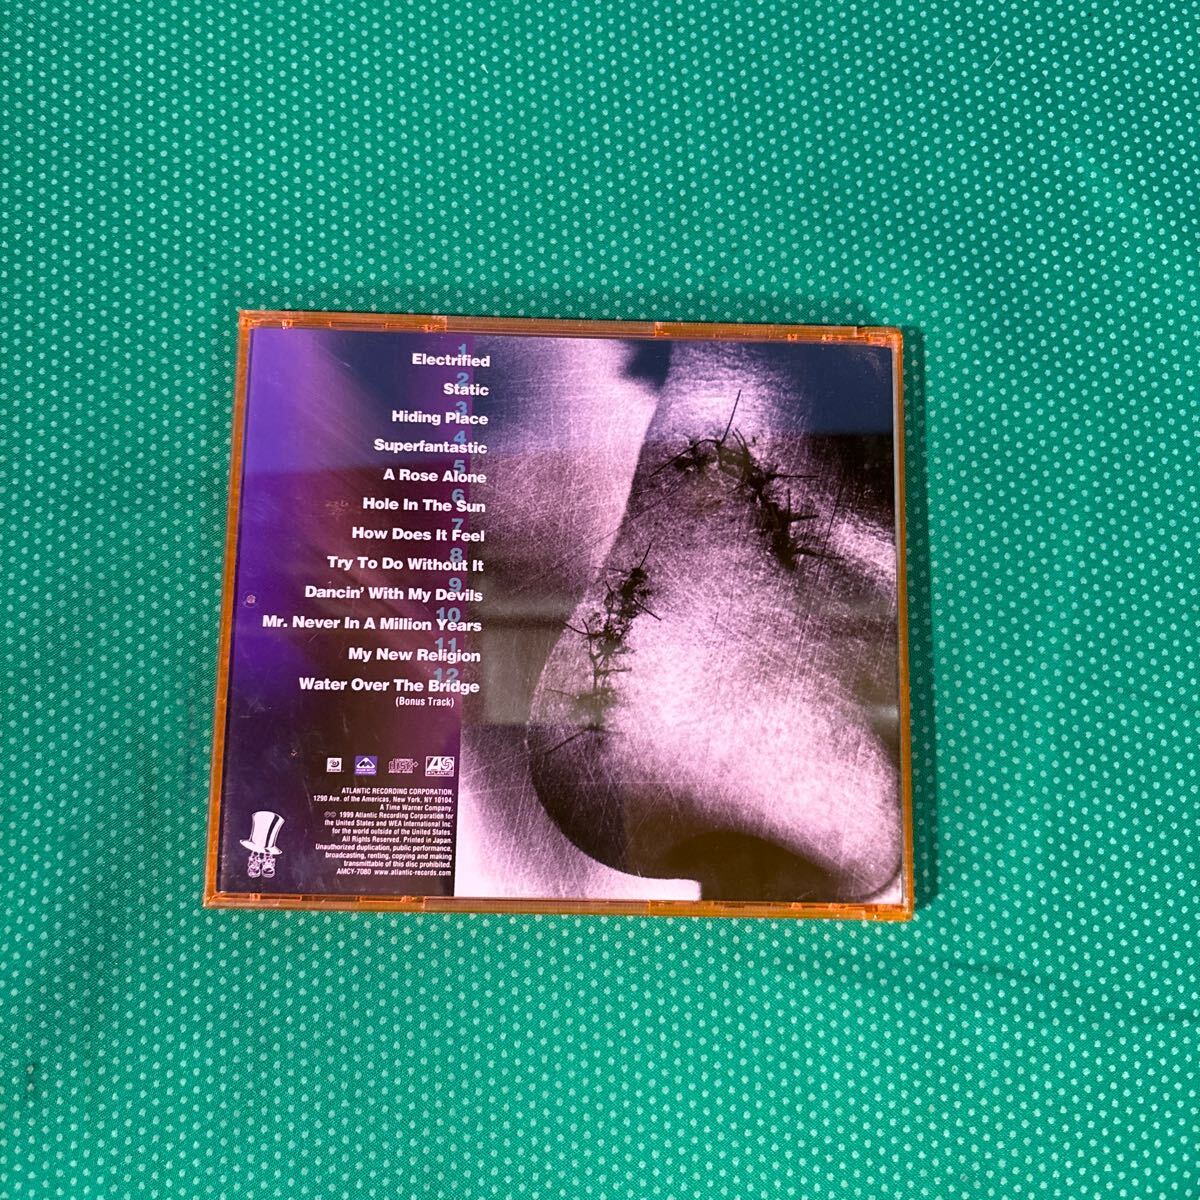 1
Electrified
2
Static
3
Hiding Place
4
Superfantastic
5
A Rose Alone
6
Hole In The Sun
7
How Does It Feel
8
Try To Do Without It
9
Dancin' With My Devils
10
Mr. Never In A Million Years
11
My New Religion
12
Water Over The Bridge
(Bonus Track)
ATLANTIC
ATLANTIC RECORDING CORPORATION,
1290 Ave. of the Americas, New York, NY 10104.
A Time Warner Company.
℗© 1999 Atlantic Recording Corporation for
the United States and WEA International Inc.
for the world outside of the United States.
All Rights Reserved. Printed in Japan.
Unauthorized duplication, public performance,
broadcasting, renting, copying and making
transmittable of this disc prohibited.
AMCY-7080 www.atlantic-records.com